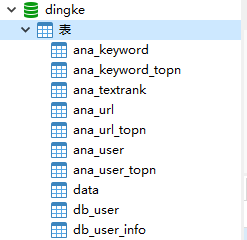 dingke
表
ana_keyword
ana_keyword_topn
ana_textrank
ana_url
ana_url_topn
ana_user
ana_user_topn
data
db_user
db_user_info